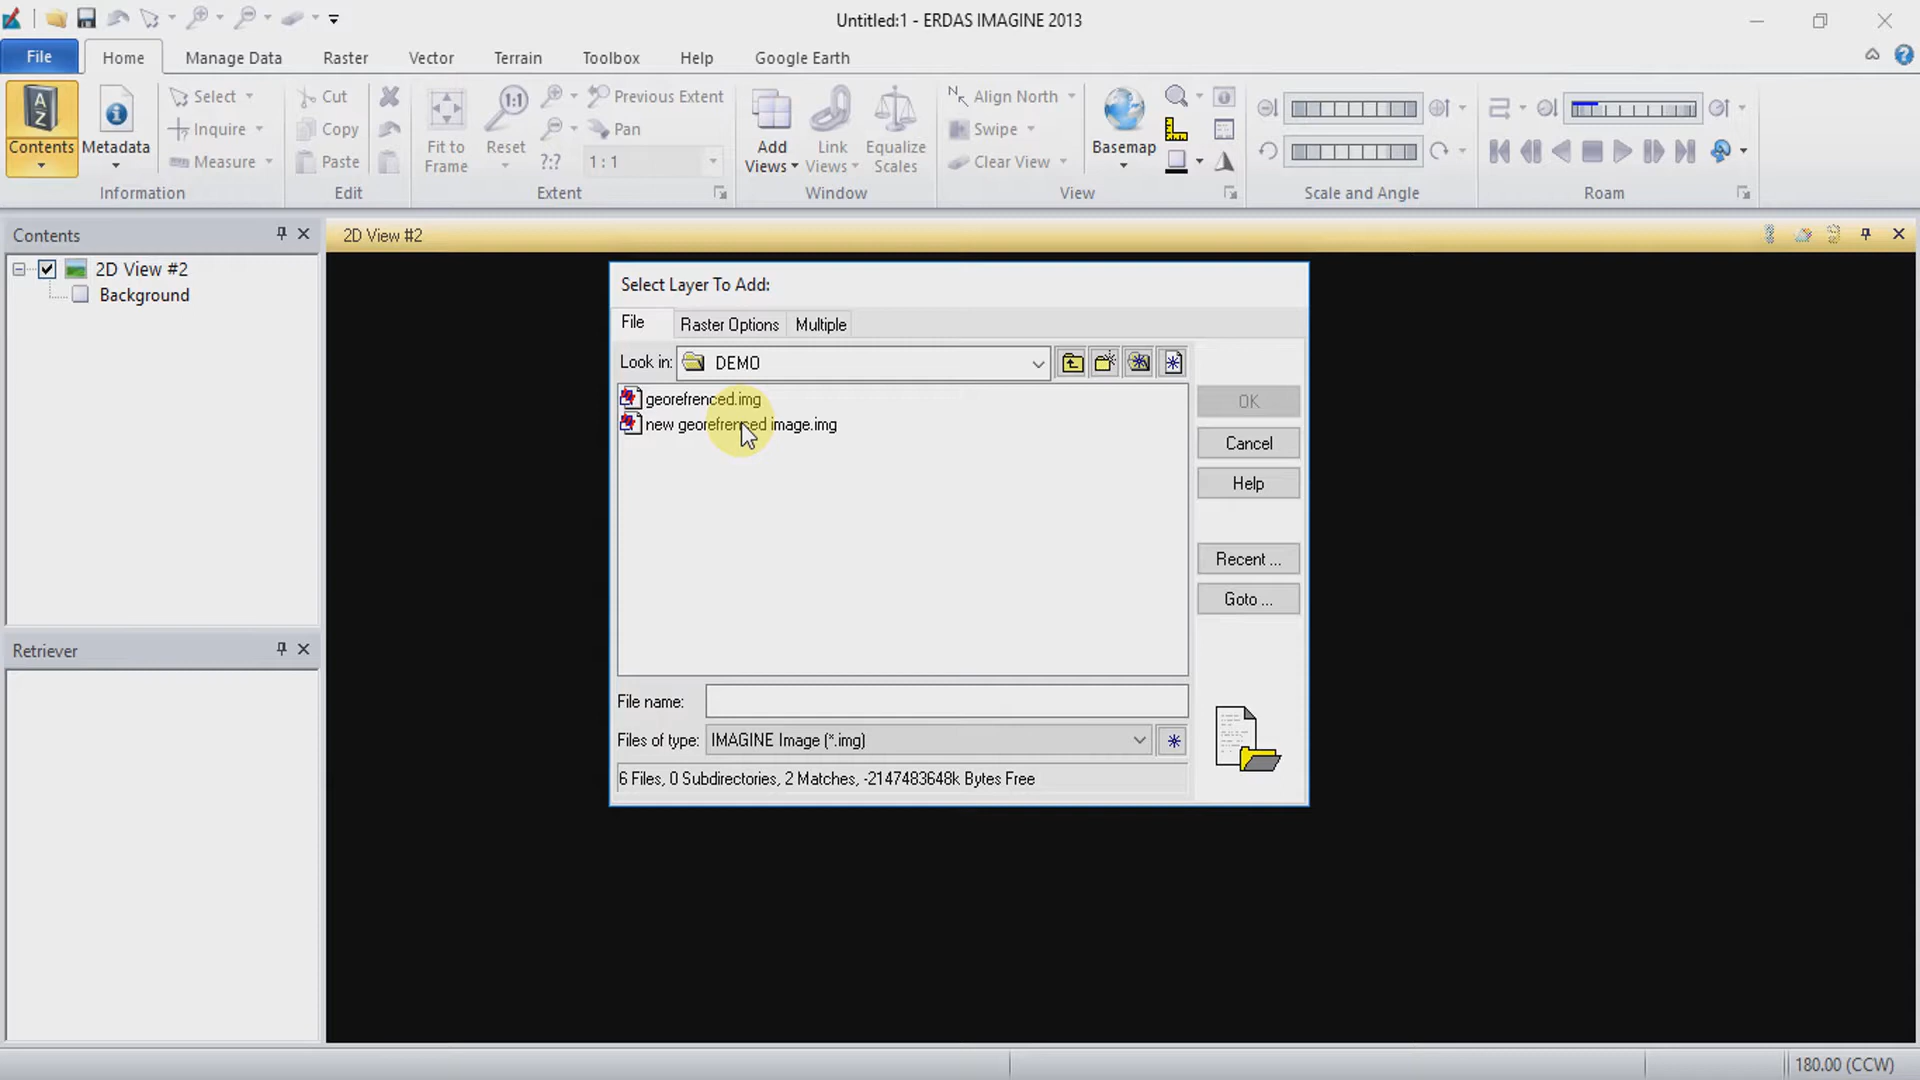 Untitled:1 - ERDAS IMAGINE 2013
File Home Manage Data Raster Vector Terrain Toolbox Help Google Earth
Select Cut Previous Extent Align North
Inquire Copy Pan Swipe
Contents Metadata Fit to Frame Reset Add Views Link Views Equalize Scales Basemap
Measure Paste ?:? 1 : 1 Clear View
Information Edit Extent Window View Scale and Angle Roam
Contents 2D View #2
2D View #2
Background
Select Layer To Add:
File Raster Options Multiple
Look in: DEMO
georefrenced.img
new georefrenced image.img
OK
Cancel
Help
Recent ...
Goto ...
Retriever
File name:
Files of type: IMAGINE Image (*.img)
6 Files, 0 Subdirectories, 2 Matches, -2147483648k Bytes Free
180.00 (CCW)